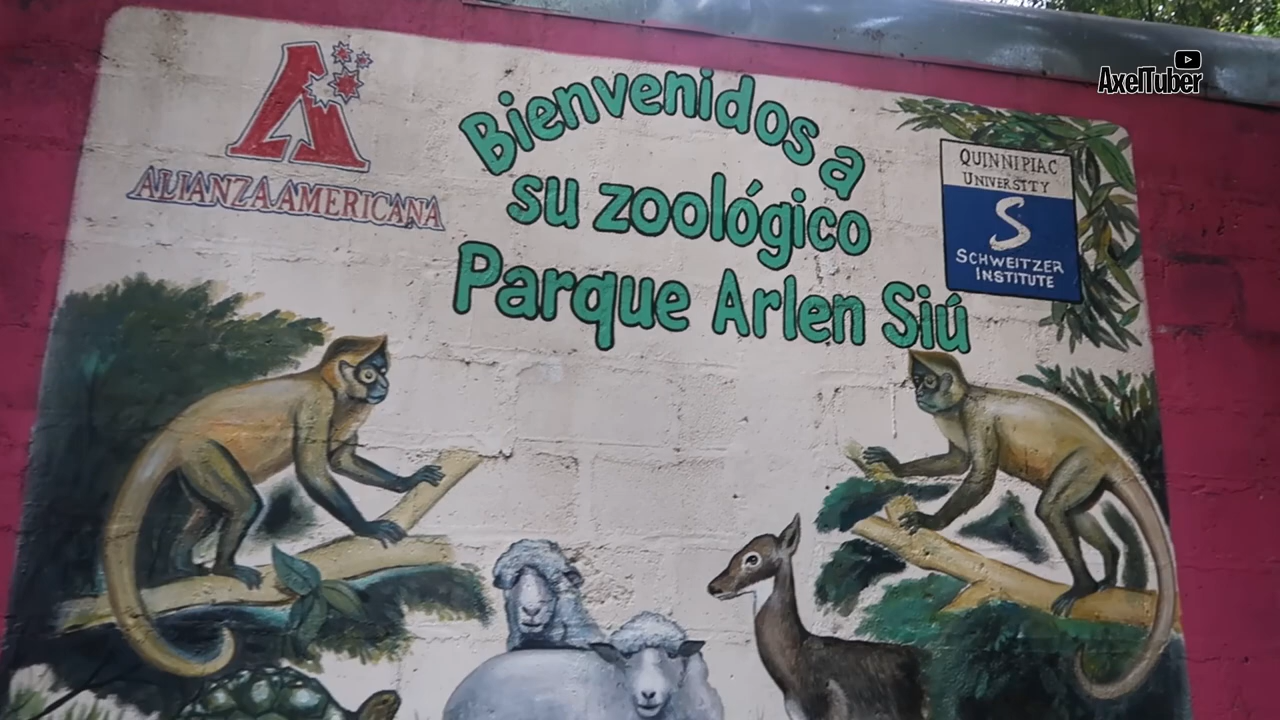 AxelTuber
ALIANZA AMERICANA
Bienvenidos a
su zoológico
Parque Arlen Siú
QUINNIPIAC
UNIVERSITY
S
SCHWEITZER
INSTITUTE